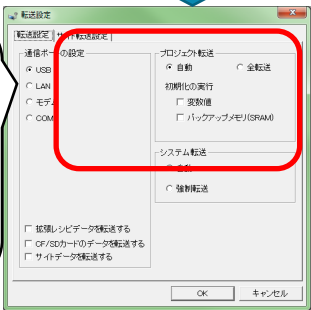 転送設定
転送設定 サイト転送設定
通信ポートの設定
USB
LAN
モデム
COM
拡張レシピデータを転送する
CF/SDカードのデータを転送する
サイトデータを転送する
プロジェクト転送
自動 全転送
初期化の実行
変数値
バックアップメモリ(SRAM)
システム転送
自動
強制転送
OK キャンセル